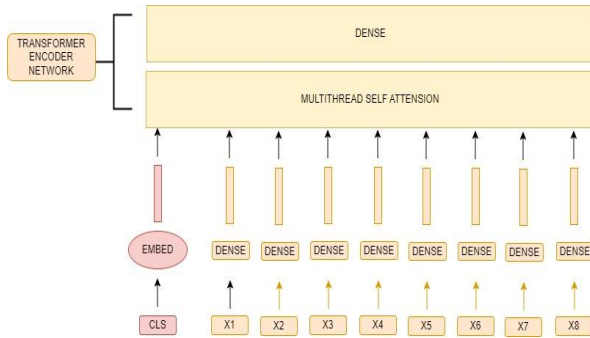 TRANSFORMER
ENCODER
NETWORK
DENSE
MULTITHREAD SELF ATTENTION
EMBED DENSE DENSE DENSE DENSE DENSE DENSE DENSE DENSE
CLS X1 X2 X3 X4 X5 X6 X7 X8